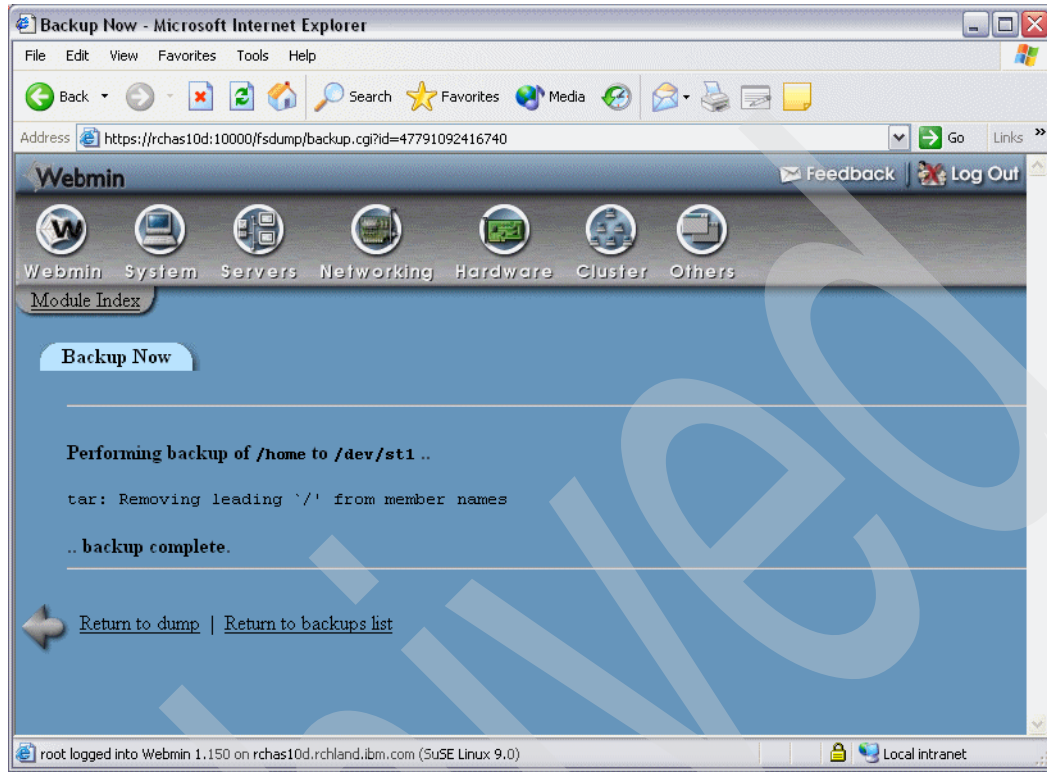 Backup Now - Microsoft Internet Explorer
File Edit View Favorites Tools Help
Back Search Favorites Media
Address https://rchas10d:10000/fsdump/backup.cgi?id=47791092416740 Go Links »
Webmin Feedback Log Out
Webmin System Servers Networking Hardware Cluster Others
Module Index
Backup Now
Performing backup of /home to /dev/st1 ..
tar: Removing leading `/' from member names
.. backup complete.
Return to dump | Return to backups list
root logged into Webmin 1.150 on rchas10d.rchland.ibm.com (SuSE Linux 9.0) Local intranet